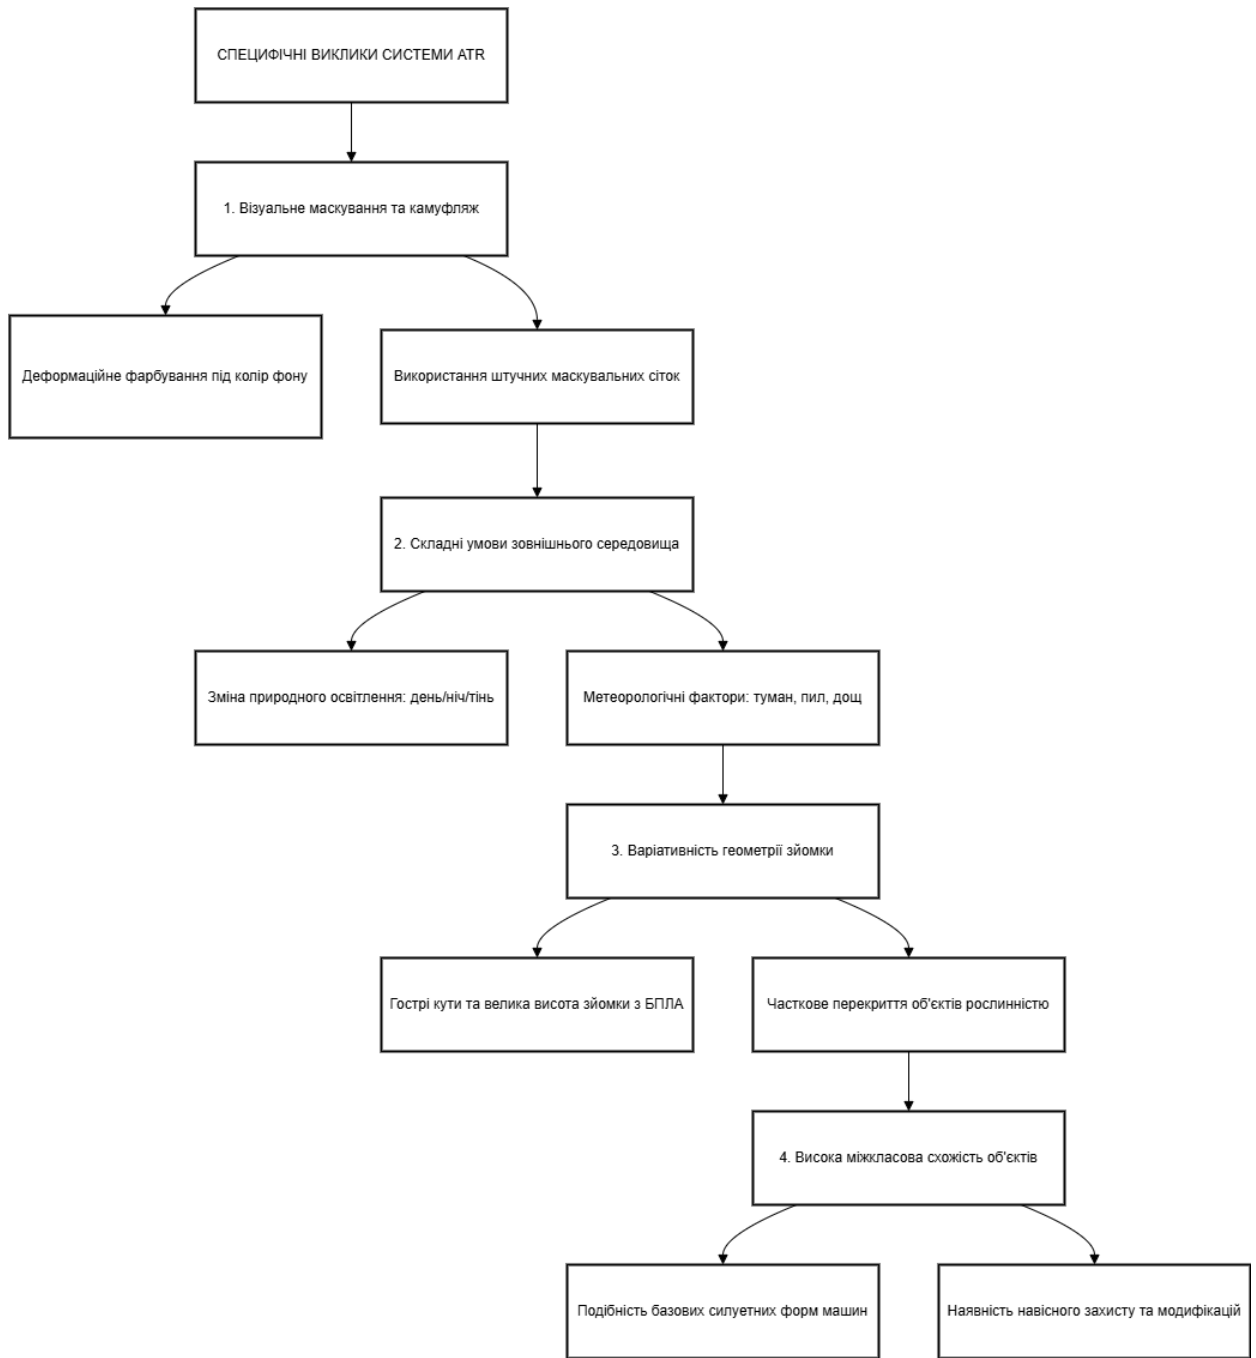 СПЕЦИФІЧНІ ВИКЛИКИ СИСТЕМИ ATR
1. Візуальне маскування та камуфляж
Деформаційне фарбування під колір фону
Використання штучних маскувальних сіток
2. Складні умови зовнішнього середовища
Зміна природного освітлення: день/ніч/тінь
Метеорологічні фактори: туман, пил, дощ
3. Варіативність геометрії зйомки
Гострі кути та велика висота зйомки з БПЛА
Часткове перекриття об'єктів рослинністю
4. Висока міжкласова схожість об'єктів
Подібність базових силуетних форм машин
Наявність навісного захисту та модифікацій